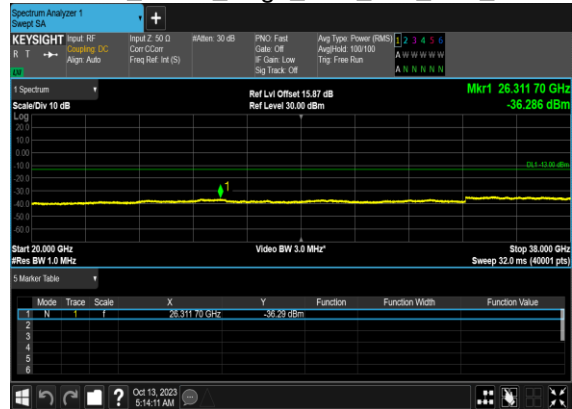 Spectrum Analyzer 1
Swept SA
+
KEYSIGHT Input: RF Input Z: 50 Ω #Atten: 30 dB PNO: Fast Avg Type: Power (RMS) 1 2 3 4 5 6
R T Coupling: DC Corr CCorr Gate: Off Avg|Hold: 100/100 A W W W W W
Align: Auto Freq Ref: Int (S) IF Gain: Low Trig: Free Run A N N N N N
Sig Track: Off
1 Spectrum Ref Lvl Offset 15.87 dB Mkr1 26.311 70 GHz
Scale/Div 10 dB Ref Level 30.00 dBm -36.286 dBm
Log
20.0
10.0
0.00
-10.0
DL1 -13.00 dBm
-20.0
-30.0
1
-40.0
-50.0
-60.0
Start 20.000 GHz Video BW 3.0 MHz* Stop 38.000 GHz
#Res BW 1.0 MHz Sweep 32.0 ms (40001 pts)
5 Marker Table
Mode Trace Scale X Y Function Function Width Function Value
1 N 1 f 26.311 70 GHz -36.29 dBm
2
3
4
5
6
? Oct 13, 2023
5:14:11 AM